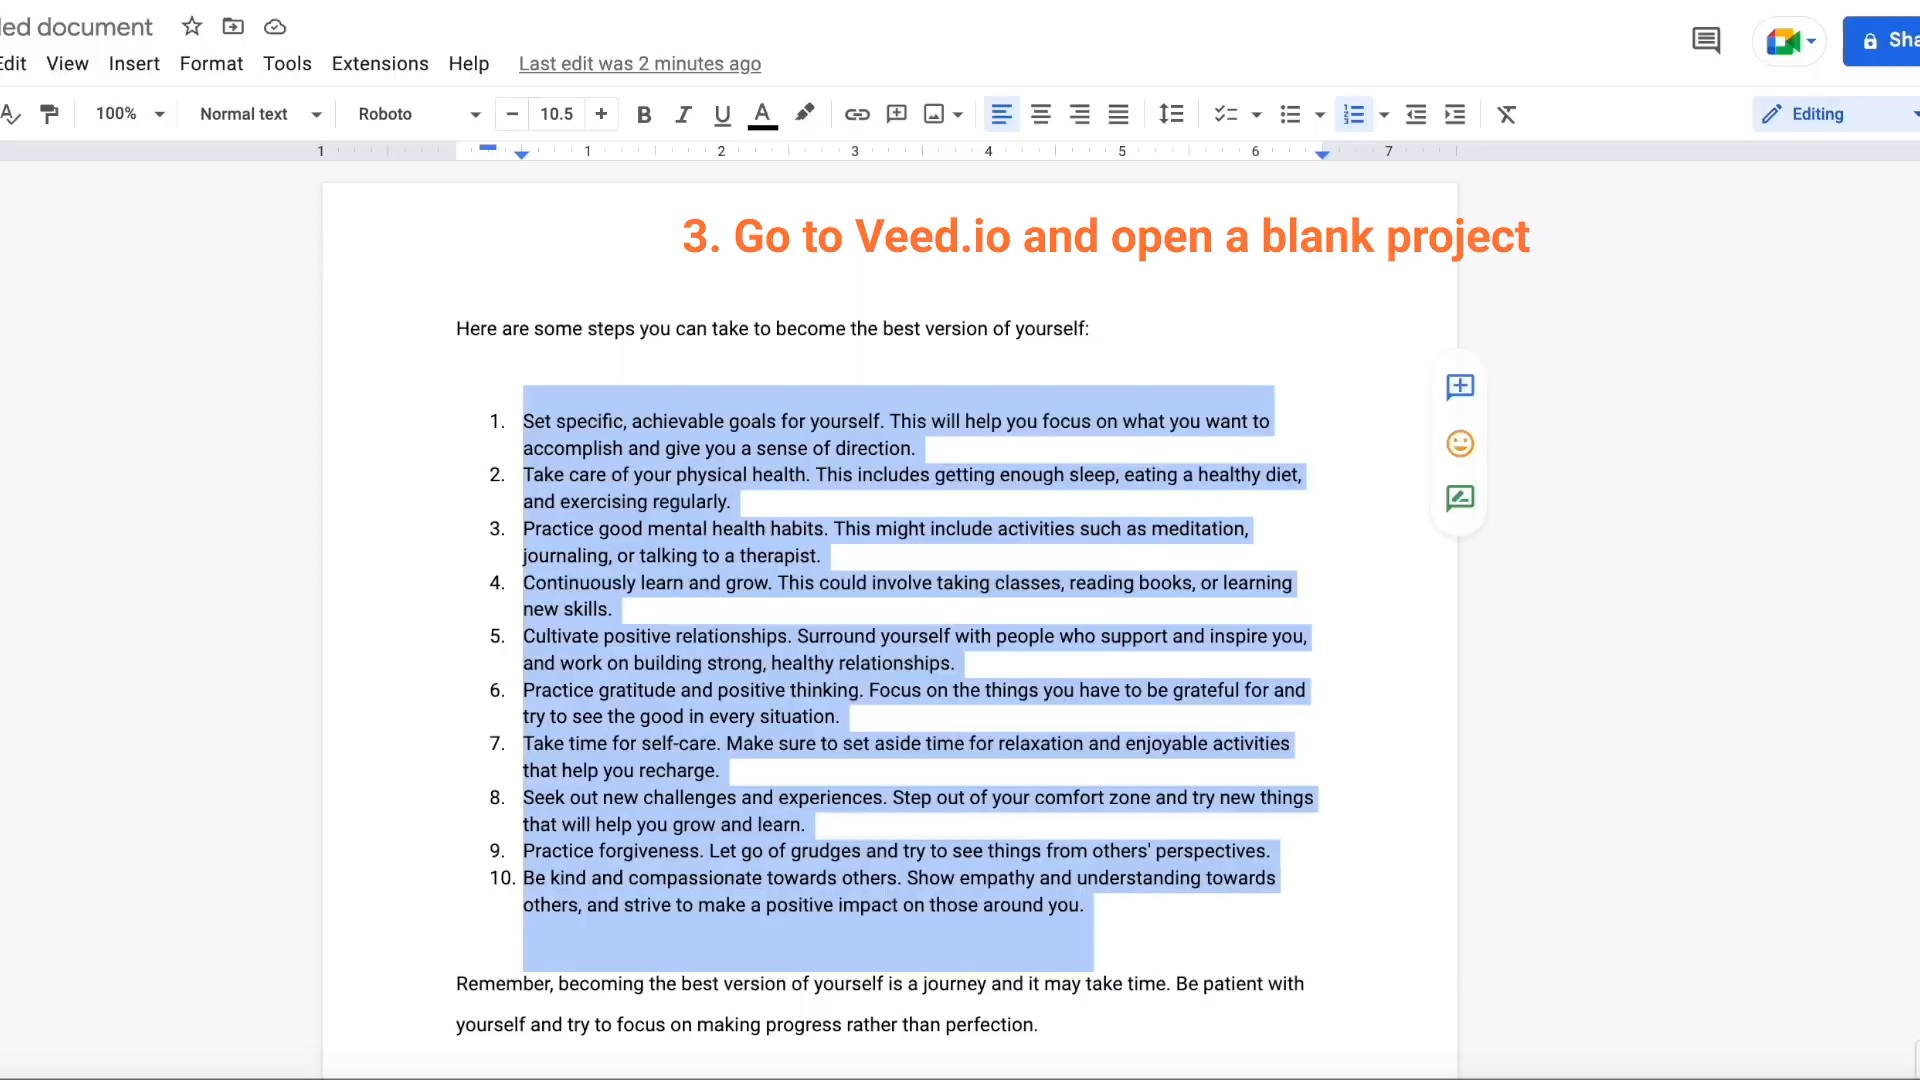 led document
Edit View Insert Format Tools Extensions Help Last edit was 2 minutes ago
Sha
100% Normal text Roboto − 10.5 + B I U A Editing
1 1 2 3 4 5 6 7
3. Go to Veed.io and open a blank project
Here are some steps you can take to become the best version of yourself:
1. Set specific, achievable goals for yourself. This will help you focus on what you want to
accomplish and give you a sense of direction.
2. Take care of your physical health. This includes getting enough sleep, eating a healthy diet,
and exercising regularly.
3. Practice good mental health habits. This might include activities such as meditation,
journaling, or talking to a therapist.
4. Continuously learn and grow. This could involve taking classes, reading books, or learning
new skills.
5. Cultivate positive relationships. Surround yourself with people who support and inspire you,
and work on building strong, healthy relationships.
6. Practice gratitude and positive thinking. Focus on the things you have to be grateful for and
try to see the good in every situation.
7. Take time for self-care. Make sure to set aside time for relaxation and enjoyable activities
that help you recharge.
8. Seek out new challenges and experiences. Step out of your comfort zone and try new things
that will help you grow and learn.
9. Practice forgiveness. Let go of grudges and try to see things from others' perspectives.
10. Be kind and compassionate towards others. Show empathy and understanding towards
others, and strive to make a positive impact on those around you.
Remember, becoming the best version of yourself is a journey and it may take time. Be patient with
yourself and try to focus on making progress rather than perfection.